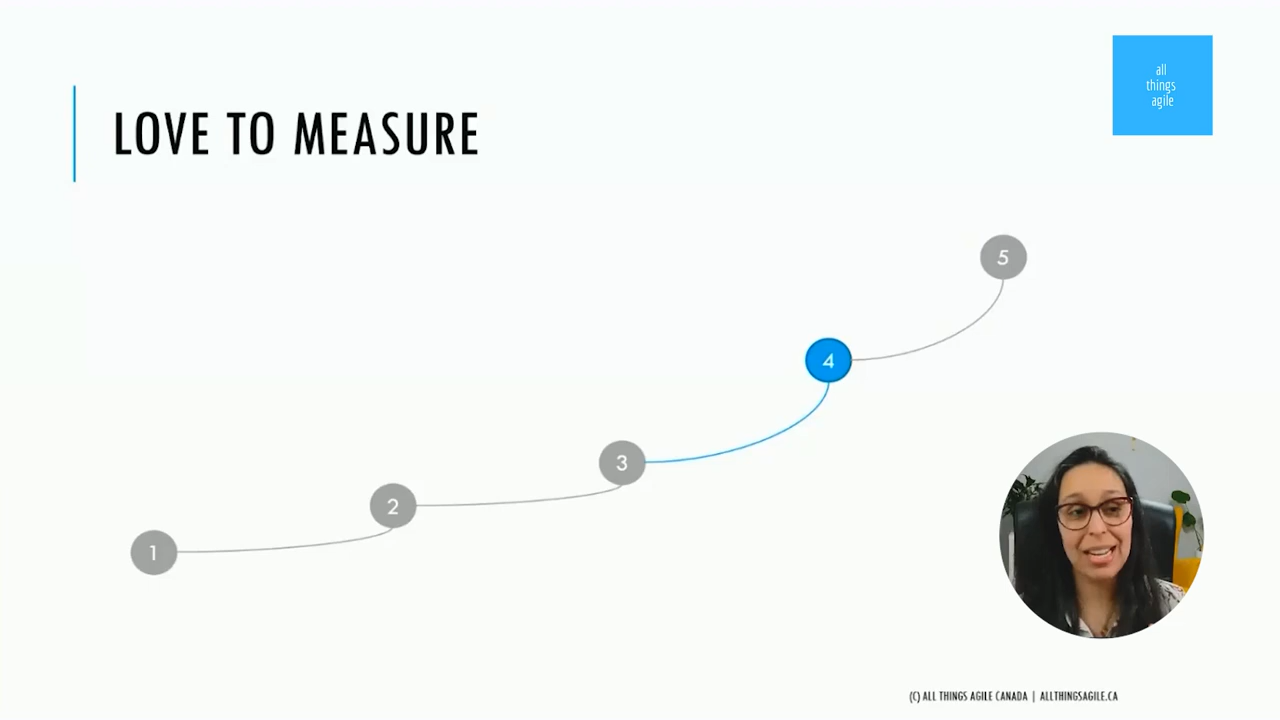 all
things
agile
LOVE TO MEASURE
5
4
3
2
1
(C) ALL THINGS AGILE CANADA | ALLTHINGSAGILE.CA